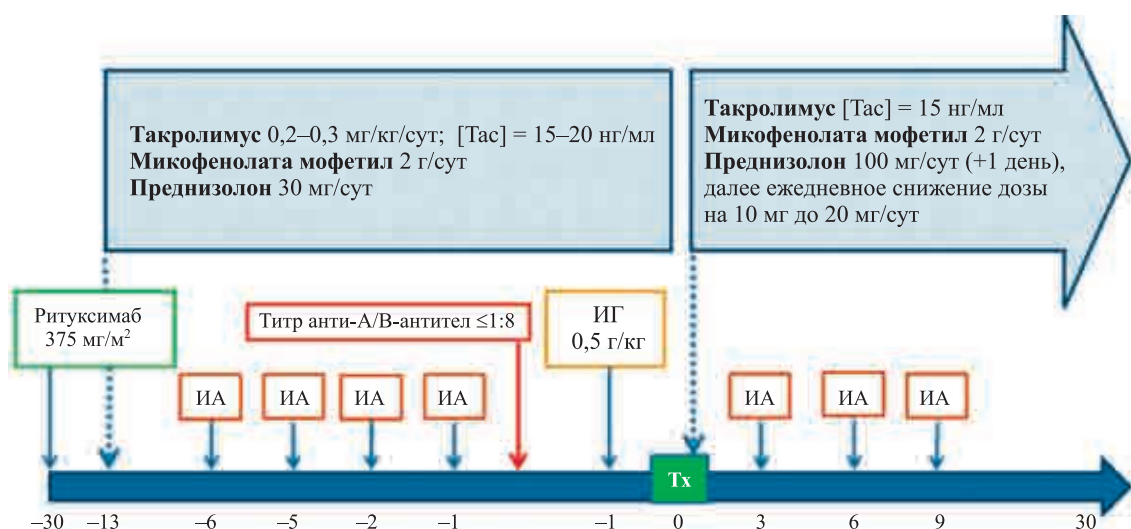 Такролимус 0,2–0,3 мг/кг/сут; [Tac] = 15–20 нг/мл
Микофенолата мофетил 2 г/сут
Преднизолон 30 мг/сут
Такролимус [Tac] = 15 нг/мл
Микофенолата мофетил 2 г/сут
Преднизолон 100 мг/сут (+1 день),
далее ежедневное снижение дозы
на 10 мг до 20 мг/сут
Ритуксимаб
375 мг/м²
Титр анти-А/В-антител ≤1:8
ИГ
0,5 г/кг
ИА
ИА
ИА
ИА
ИА
ИА
ИА
Tx
–30 –13 –6 –5 –2 –1 –1 0 3 6 9 30